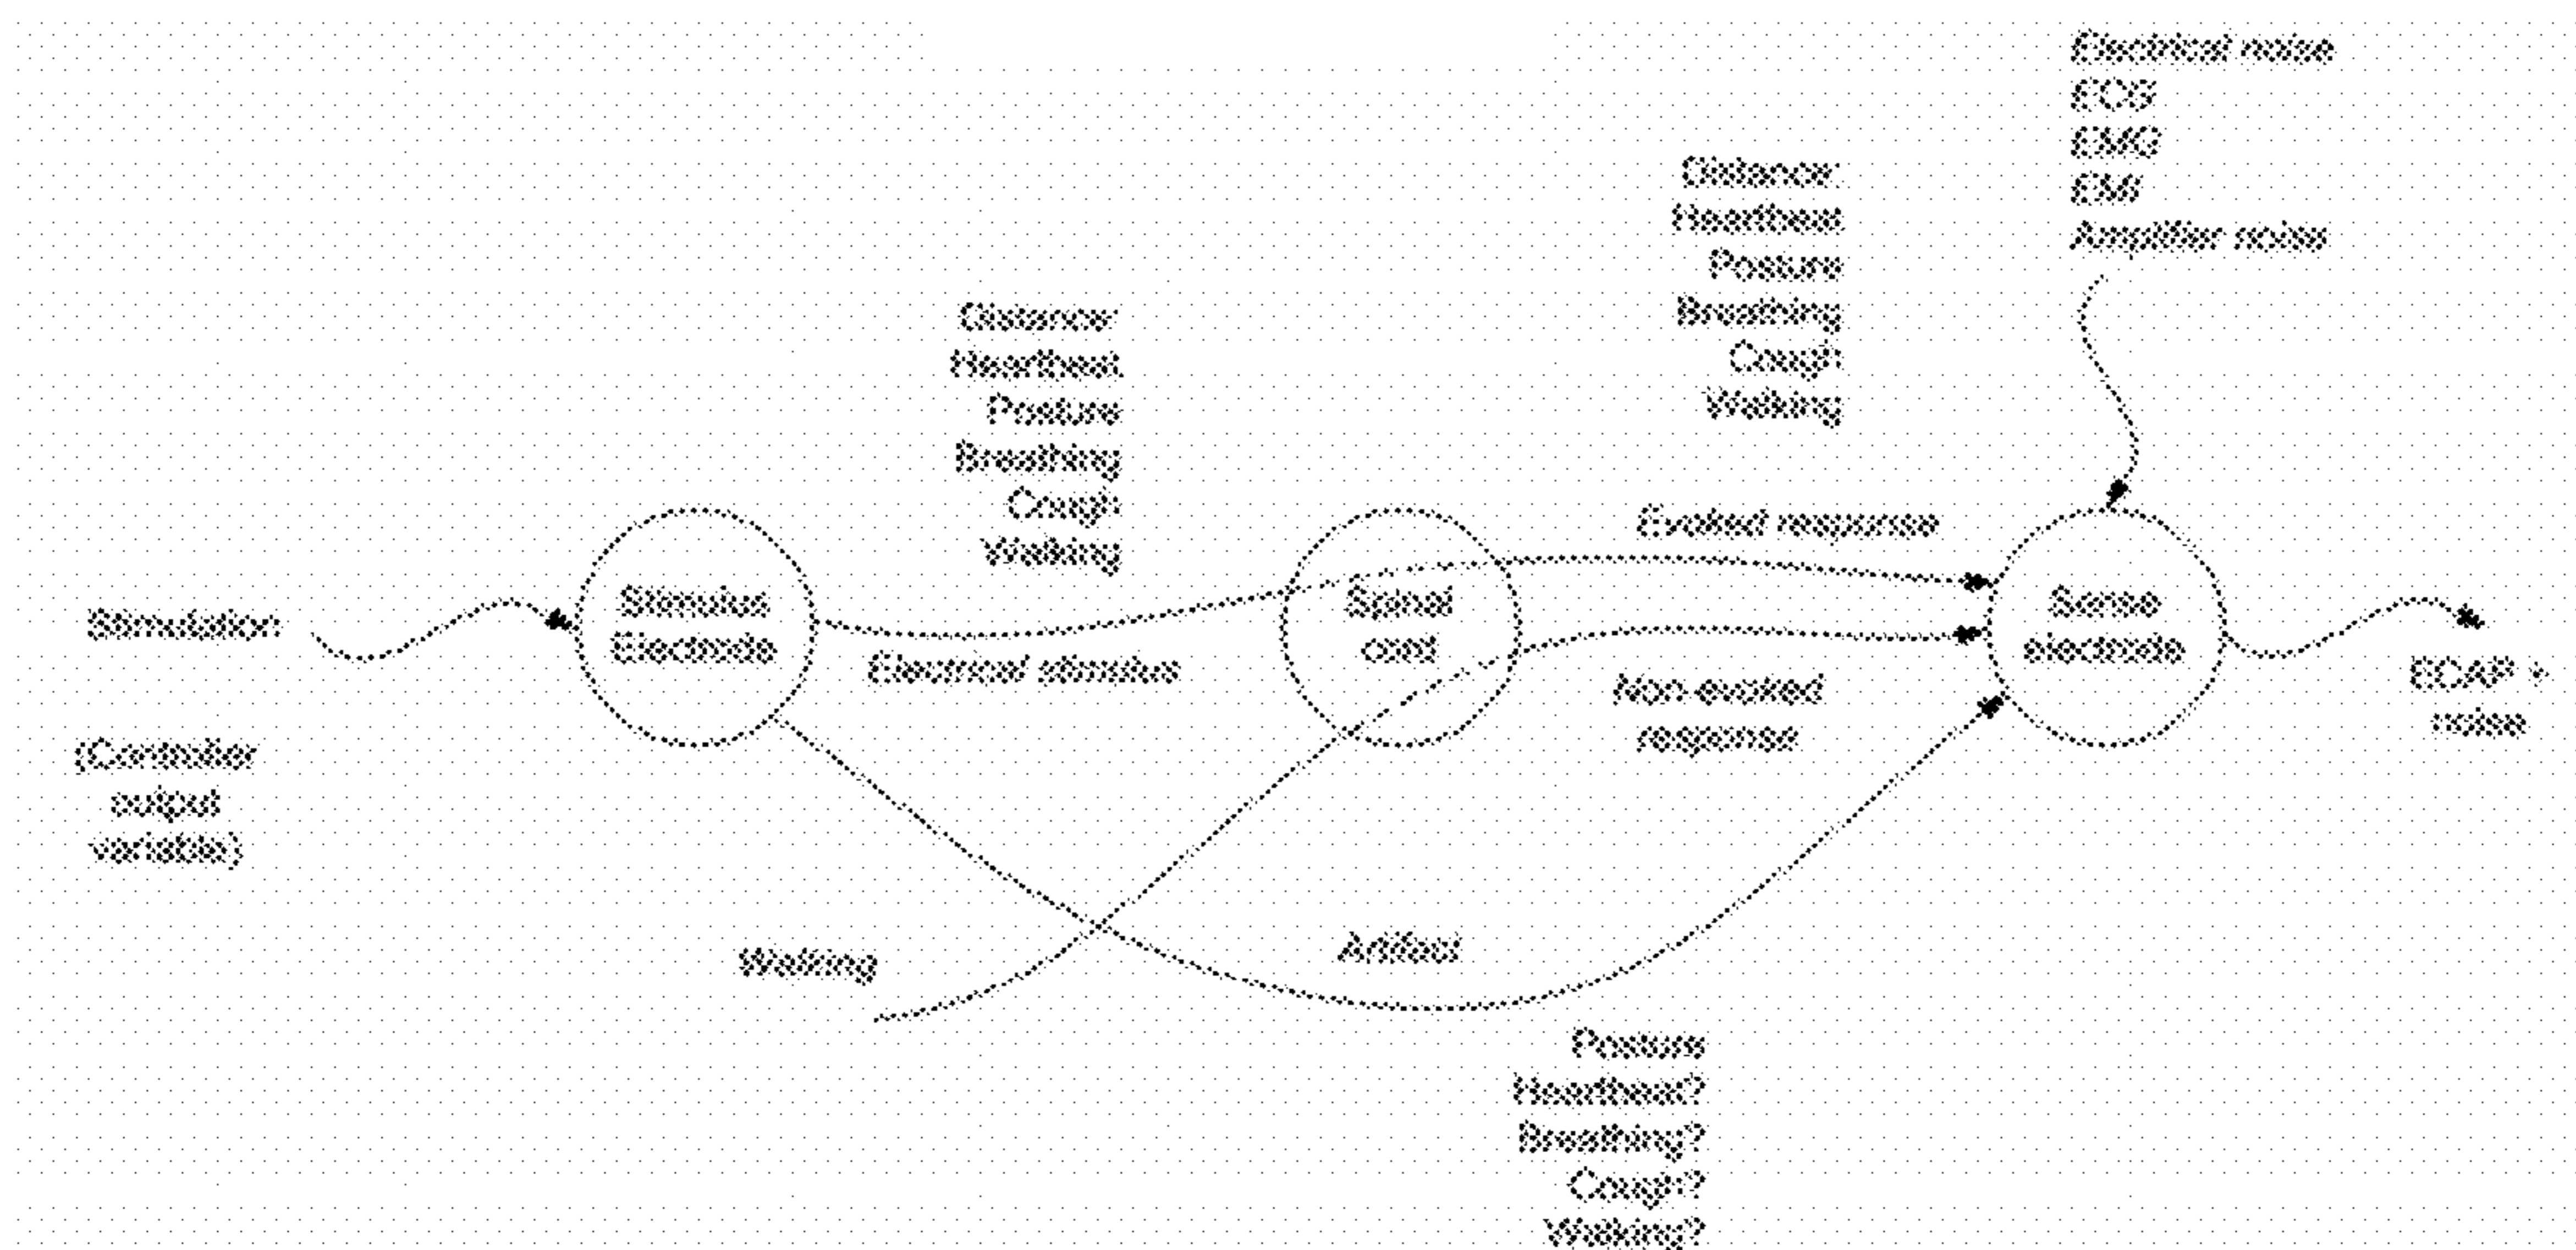 Electrical noise
ECG
EMG
EMI
Amplifier noise
Distance
Heartbeat
Posture
Breathing
Cough
Walking
Distance
Heartbeat
Posture
Breathing
Cough
Walking
Evoked response
Stimulation
Stimulus
Electrode
Electrical stimulus
Spinal
cord
Sense
electrode
Non-evoked
response
ECAP +
noise
(Controller
output
variable)
Walking
Artifact
Posture
Heartbeat?
Breathing?
Cough?
Walking?